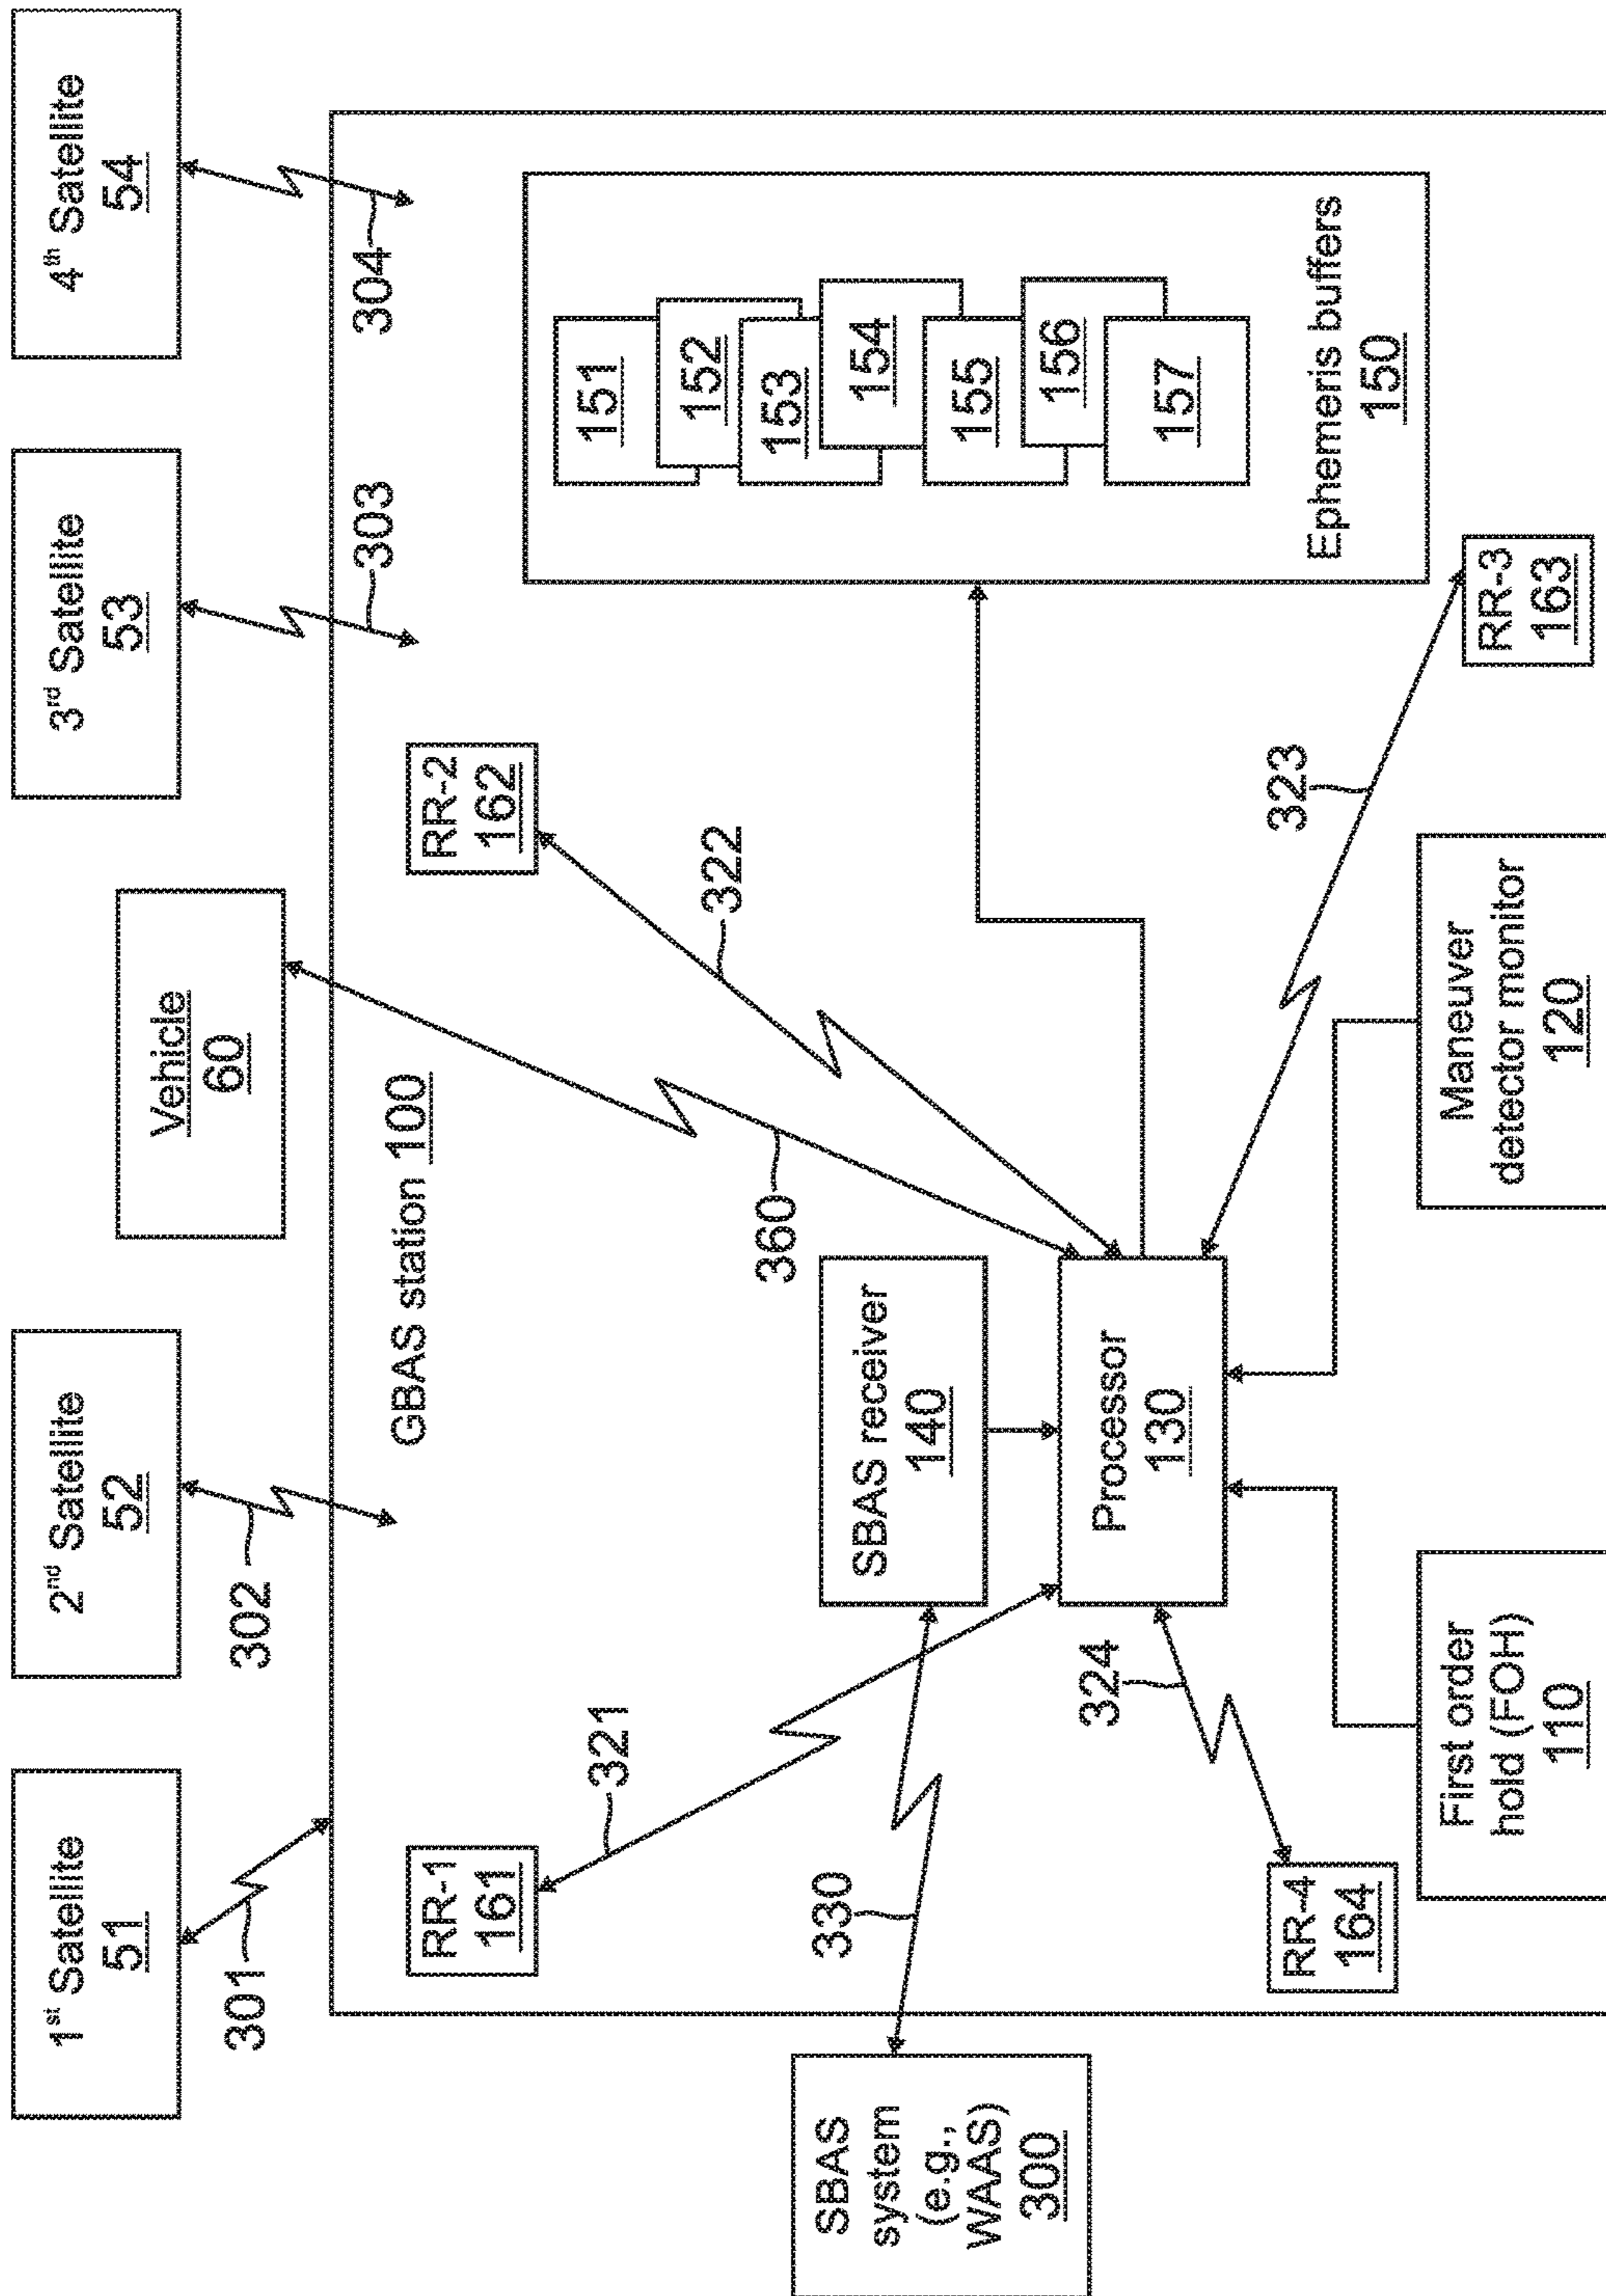 1st Satellite
51
2nd Satellite
52
3rd Satellite
53
4th Satellite
54
Vehicle
60
301
302
303
304
GBAS station 100
RR-1
161
RR-2
162
321
322
360
330
SBAS
system
(e.g.,
WAAS)
300
SBAS receiver
140
Processor
130
324
323
RR-4
164
RR-3
163
First order
hold (FOH)
110
Maneuver
detector monitor
120
151
152
153
154
155
156
157
Ephemeris buffers
150